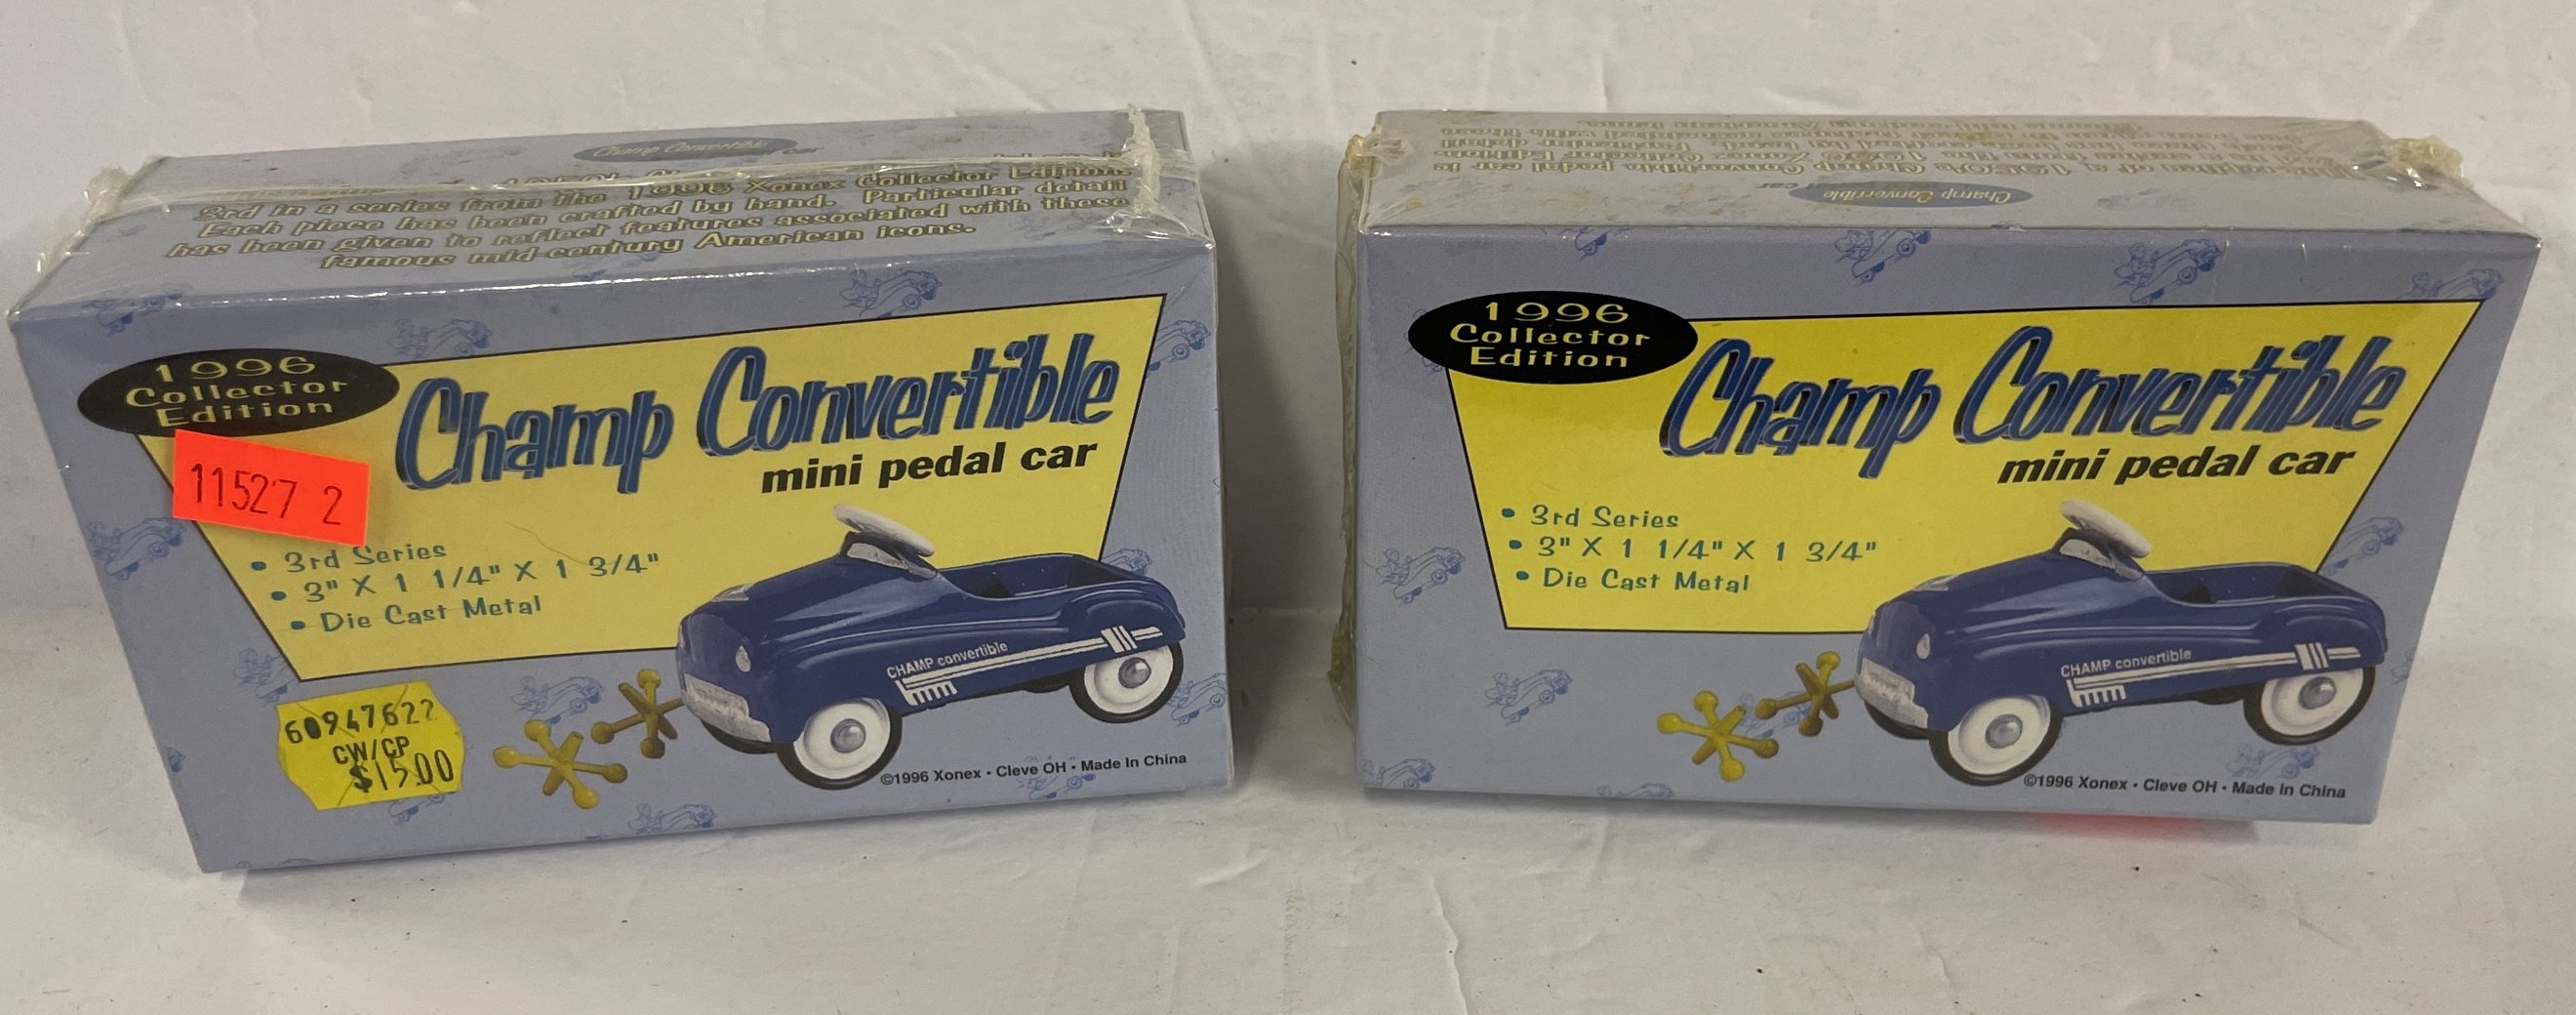 Champ Convertible
car
3rd in a series from the 1996 Xonex Collector Editions.
Each piece has been crafted by hand. Particular detail
has been given to reflect features associated with these
famous mid-century American icons.
1996
Collector
Edition
Champ Convertible
mini pedal car
11527 2
• 3rd Series
• 3" X 1 1/4" X 1 3/4"
• Die Cast Metal
CHAMP convertible
60947622
CW/CP
$15.00
©1996 Xonex • Cleve OH • Made In China
Champ Convertible
car
1996
Collector
Edition
Champ Convertible
mini pedal car
• 3rd Series
• 3" X 1 1/4" X 1 3/4"
• Die Cast Metal
CHAMP convertible
©1996 Xonex • Cleve OH • Made In China